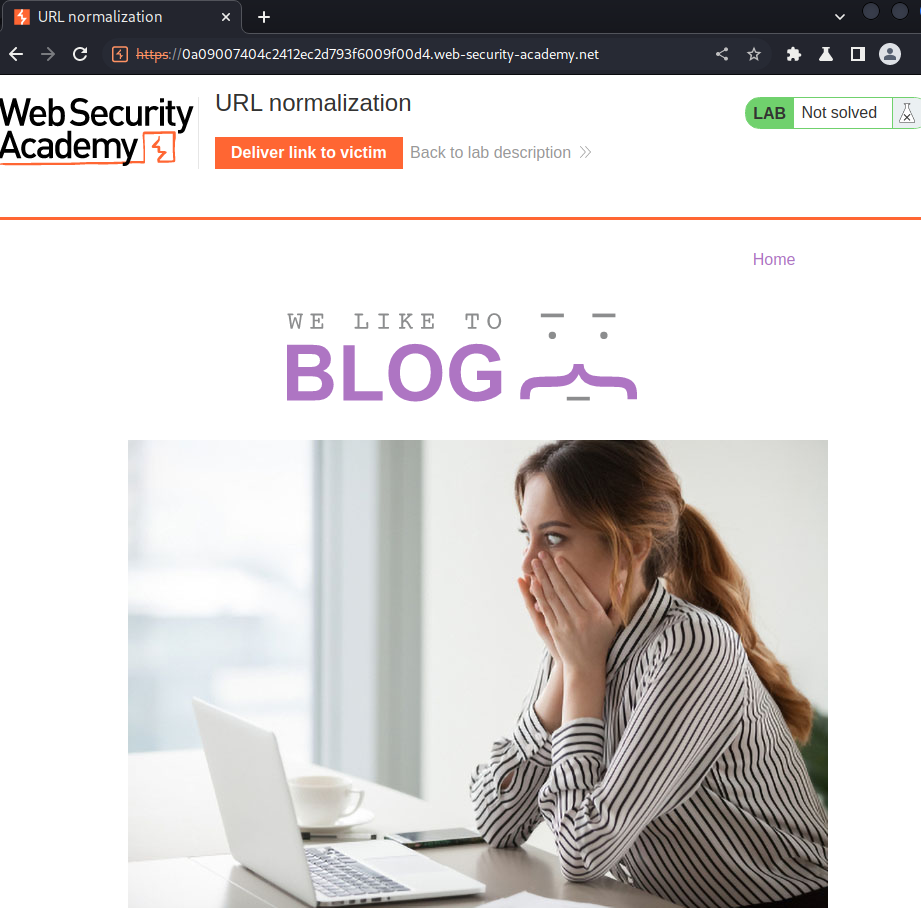 URL normalization
https://0a09007404c2412ec2d793f6009f00d4.web-security-academy.net
Web Security
Academy
URL normalization
Deliver link to victim
Back to lab description
LAB
Not solved
Home
WE LIKE TO
BLOG